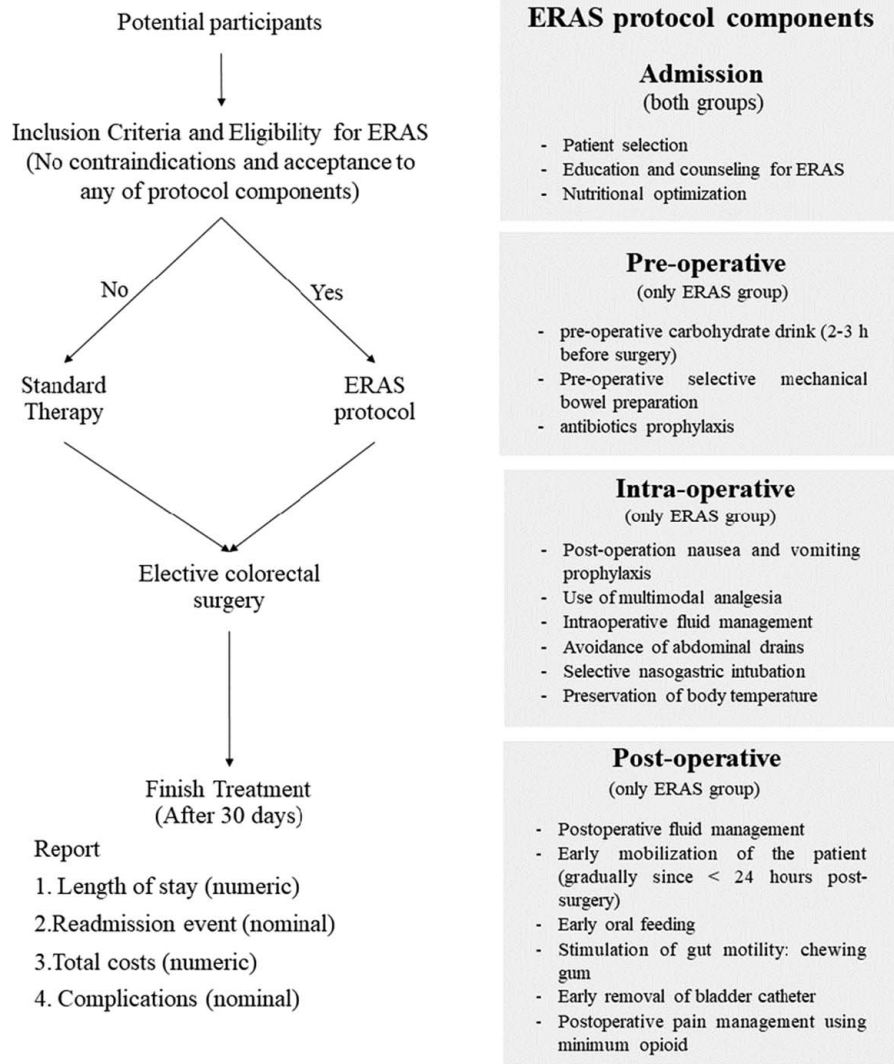 Potential participants
Inclusion Criteria and Eligibility for ERAS
(No contraindications and acceptance to
any of protocol components)
No
Yes
Standard
Therapy
ERAS
protocol
Elective colorectal
surgery
Finish Treatment
(After 30 days)
Report
1. Length of stay (numeric)
2.Readmission event (nominal)
3.Total costs (numeric)
4. Complications (nominal)
ERAS protocol components
Admission
(both groups)
- Patient selection
- Education and counseling for ERAS
- Nutritional optimization
Pre-operative
(only ERAS group)
- pre-operative carbohydrate drink (2-3 h
before surgery)
- Pre-operative selective mechanical
bowel preparation
- antibiotics prophylaxis
Intra-operative
(only ERAS group)
- Post-operation nausea and vomiting
prophylaxis
- Use of multimodal analgesia
- Intraoperative fluid management
- Avoidance of abdominal drains
- Selective nasogastric intubation
- Preservation of body temperature
Post-operative
(only ERAS group)
- Postoperative fluid management
- Early mobilization of the patient
(gradually since < 24 hours post-
surgery)
- Early oral feeding
- Stimulation of gut motility: chewing
gum
- Early removal of bladder catheter
- Postoperative pain management using
minimum opioid